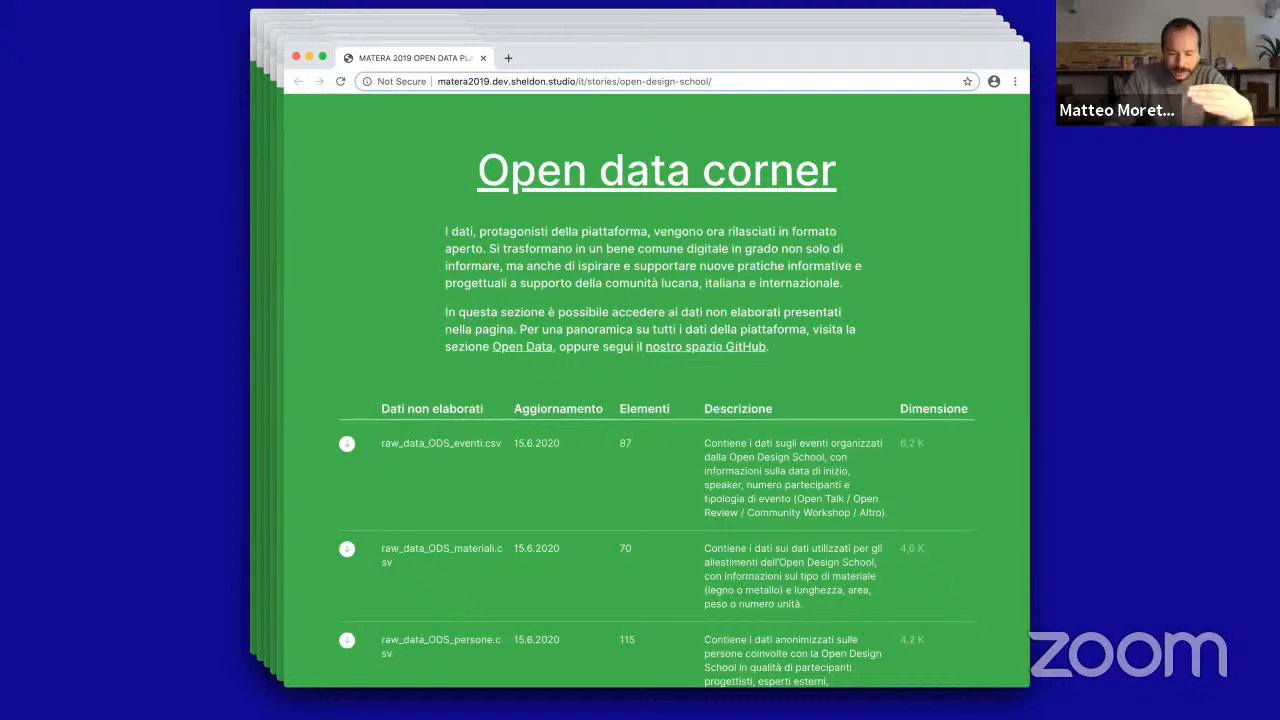 MATERA 2019 OPEN DATA PLA
Not Secure
matera2019.dev.sheldon.studio/it/stories/open-design-school/
Matteo Moret...
Open data corner
I dati, protagonisti della piattaforma, vengono ora rilasciati in formato
aperto. Si trasformano in un bene comune digitale in grado non solo di
informare, ma anche di ispirare e supportare nuove pratiche informative e
progettuali a supporto della comunità lucana, italiana e internazionale.
In questa sezione è possibile accedere ai dati non elaborati presentati
nella pagina. Per una panoramica su tutti i dati della piattaforma, visita la
sezione Open Data, oppure segui il nostro spazio GitHub.
Dati non elaborati Aggiornamento Elementi Descrizione Dimensione
raw_data_ODS_eventi.csv 15.6.2020 87 Contiene i dati sugli eventi organizzati 6,2 K
dalla Open Design School, con
informazioni sulla data di inizio,
speaker, numero partecipanti e
tipologia di evento (Open Talk / Open
Review / Community Workshop / Altro).
raw_data_ODS_materiali.c 15.6.2020 70 Contiene i dati sui dati utilizzati per gli 4,6 K
sv allestimenti dell'Open Design School,
con informazioni sul tipo di materiale
(legno o metallo) e lunghezza, area,
peso o numero unità.
raw_data_ODS_persone.c 15.6.2020 115 Contiene i dati anonimizzati sulle 4,2 K
sv persone coinvolte con la Open Design
School in qualità di partecipanti
progettisti, esperti esterni,
zoom